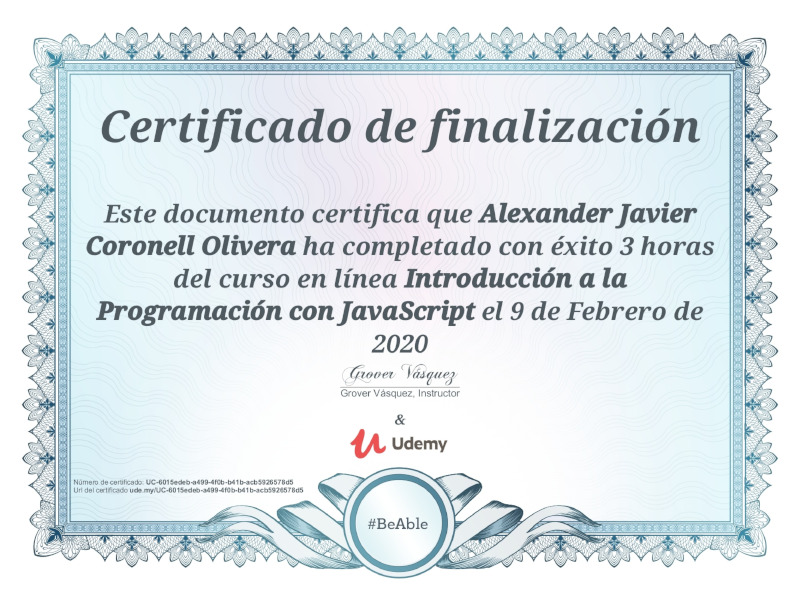 Certificado de finalización
Este documento certifica que Alexander Javier
Coronell Olivera ha completado con éxito 3 horas
del curso en línea Introducción a la
Programación con JavaScript el 9 de Febrero de
2020
Grover Vásquez
Grover Vásquez, Instructor
&
Udemy
Número de certificado: UC-6015edeb-a499-4f0b-b41b-acb5926578d5
Url del certificado ude.my/UC-6015edeb-a499-4f0b-b41b-acb5926578d5
#BeAble